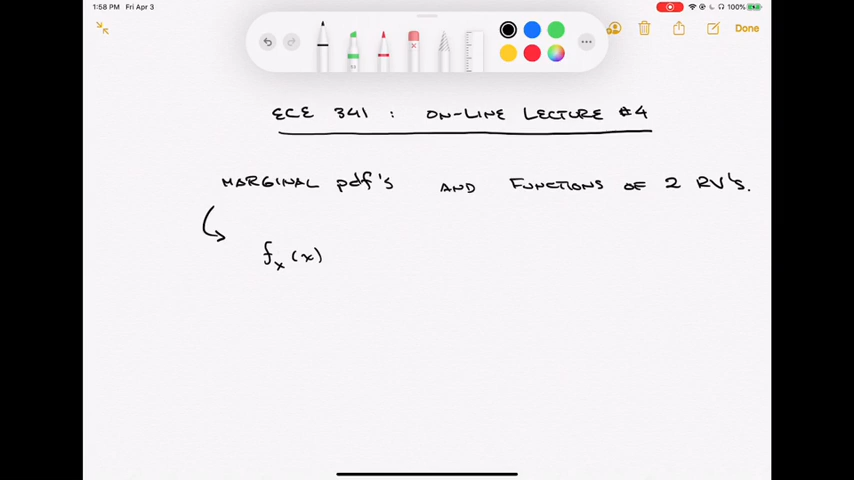 1:58 PM Fri Apr 3
100%
Done
ECE 341 : ON-LINE LECTURE #4
MARGINAL pdf's AND FUNCTIONS OF 2 RV's.
f_x (x)